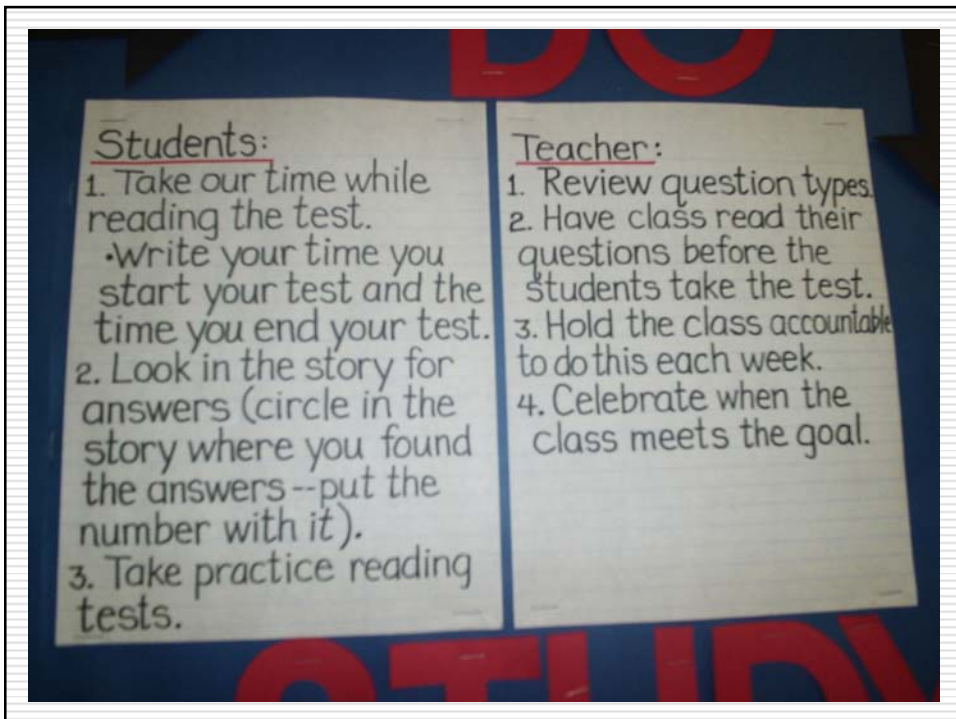 DO
Students:
1. Take our time while
reading the test.
•Write your time you
start your test and the
time you end your test.
2. Look in the story for
answers (circle in the
story where you found
the answers--put the
number with it).
3. Take practice reading
tests.
Teacher:
1. Review question types.
2. Have class read their
questions before the
students take the test.
3. Hold the class accountable
to do this each week.
4. Celebrate when the
class meets the goal.
STUDY